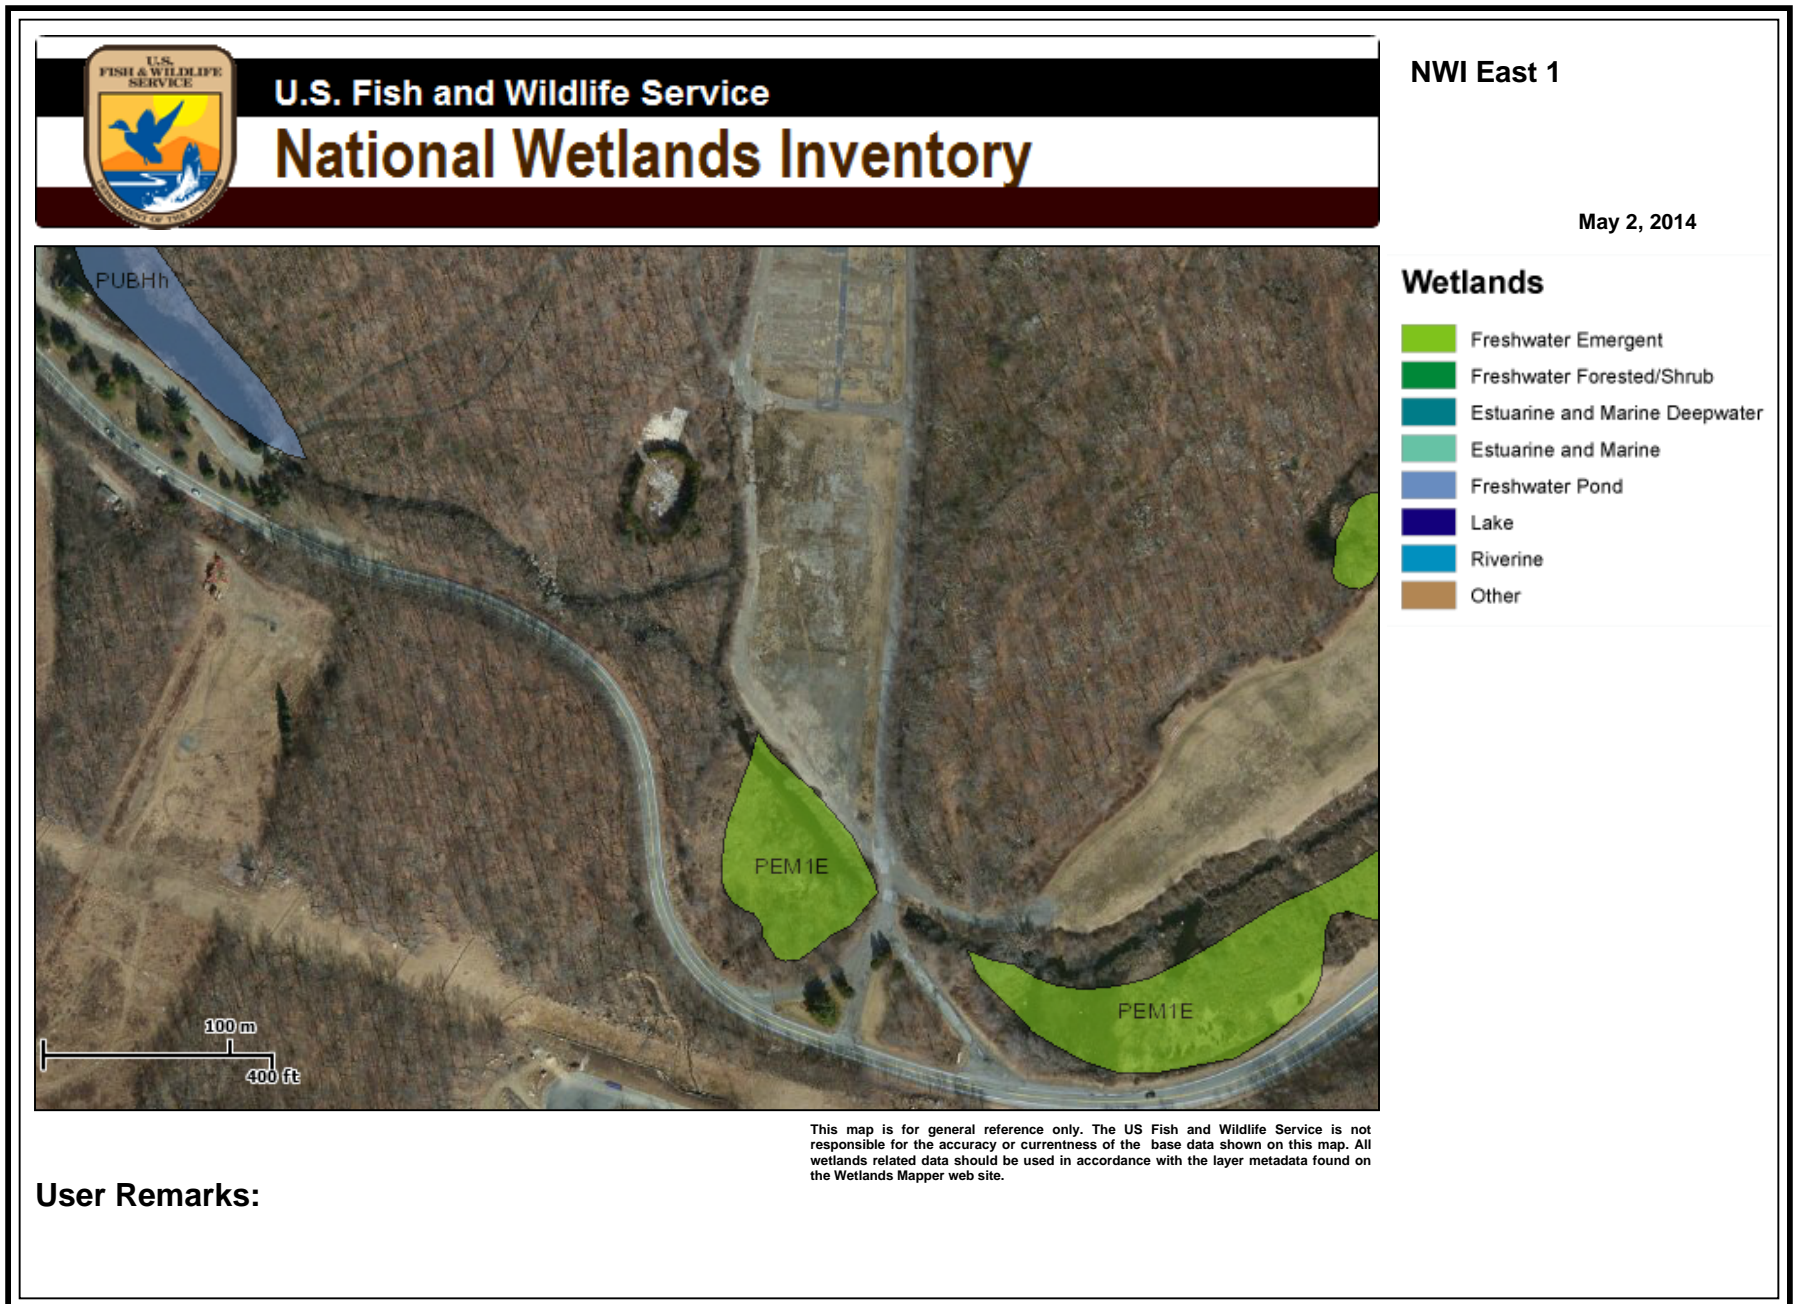 U.S.
FISH & WILDLIFE
SERVICE
DEPARTMENT OF THE INTERIOR
U.S. Fish and Wildlife Service
National Wetlands Inventory
NWI East 1
May 2, 2014
Wetlands
Freshwater Emergent
Freshwater Forested/Shrub
Estuarine and Marine Deepwater
Estuarine and Marine
Freshwater Pond
Lake
Riverine
Other
PUBHh
PEM1E
PEM1E
100 m
400 ft
This map is for general reference only. The US Fish and Wildlife Service is not
responsible for the accuracy or currentness of the base data shown on this map. All
wetlands related data should be used in accordance with the layer metadata found on
the Wetlands Mapper web site.
User Remarks: